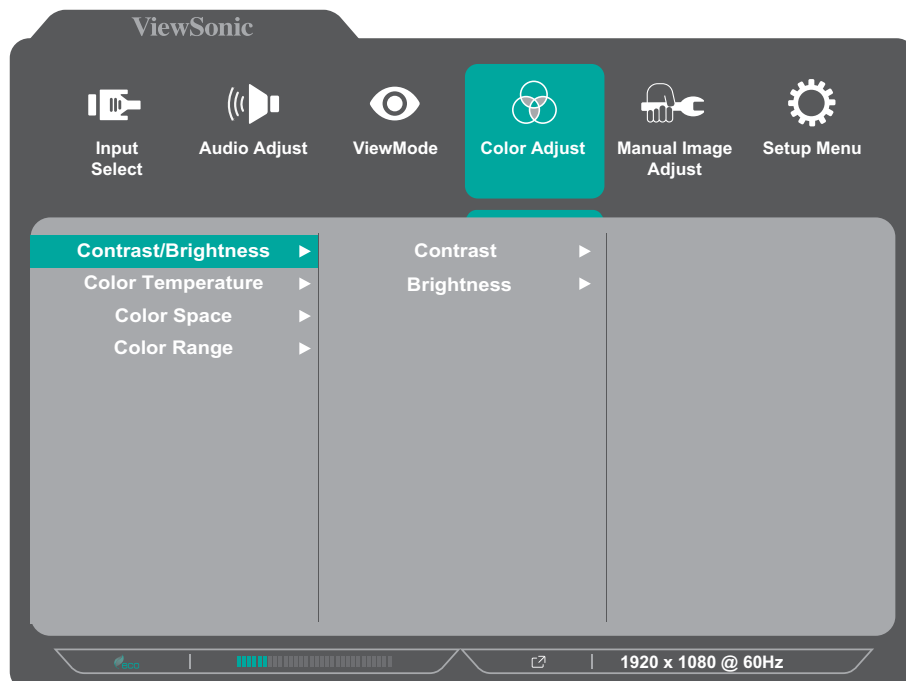 ViewSonic
Input
Select
Audio Adjust
ViewMode
Color Adjust
Manual Image
Adjust
Setup Menu
Contrast/Brightness
Color Temperature
Color Space
Color Range
Contrast
Brightness
eco
1920 x 1080 @ 60Hz